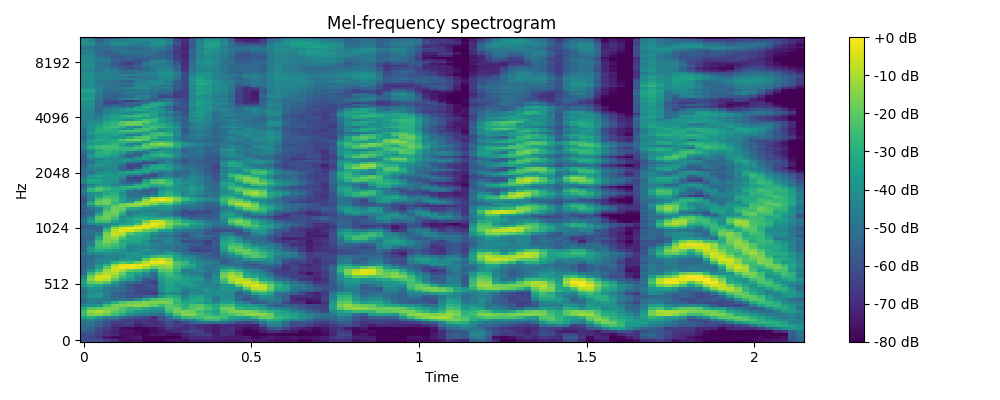 Mel-frequency spectrogram
+0 dB
8192
-10 dB
4096
-20 dB
-30 dB
2048
Hz
-40 dB
1024
-50 dB
-60 dB
512
-70 dB
0
-80 dB
0 0.5 1 1.5 2
Time